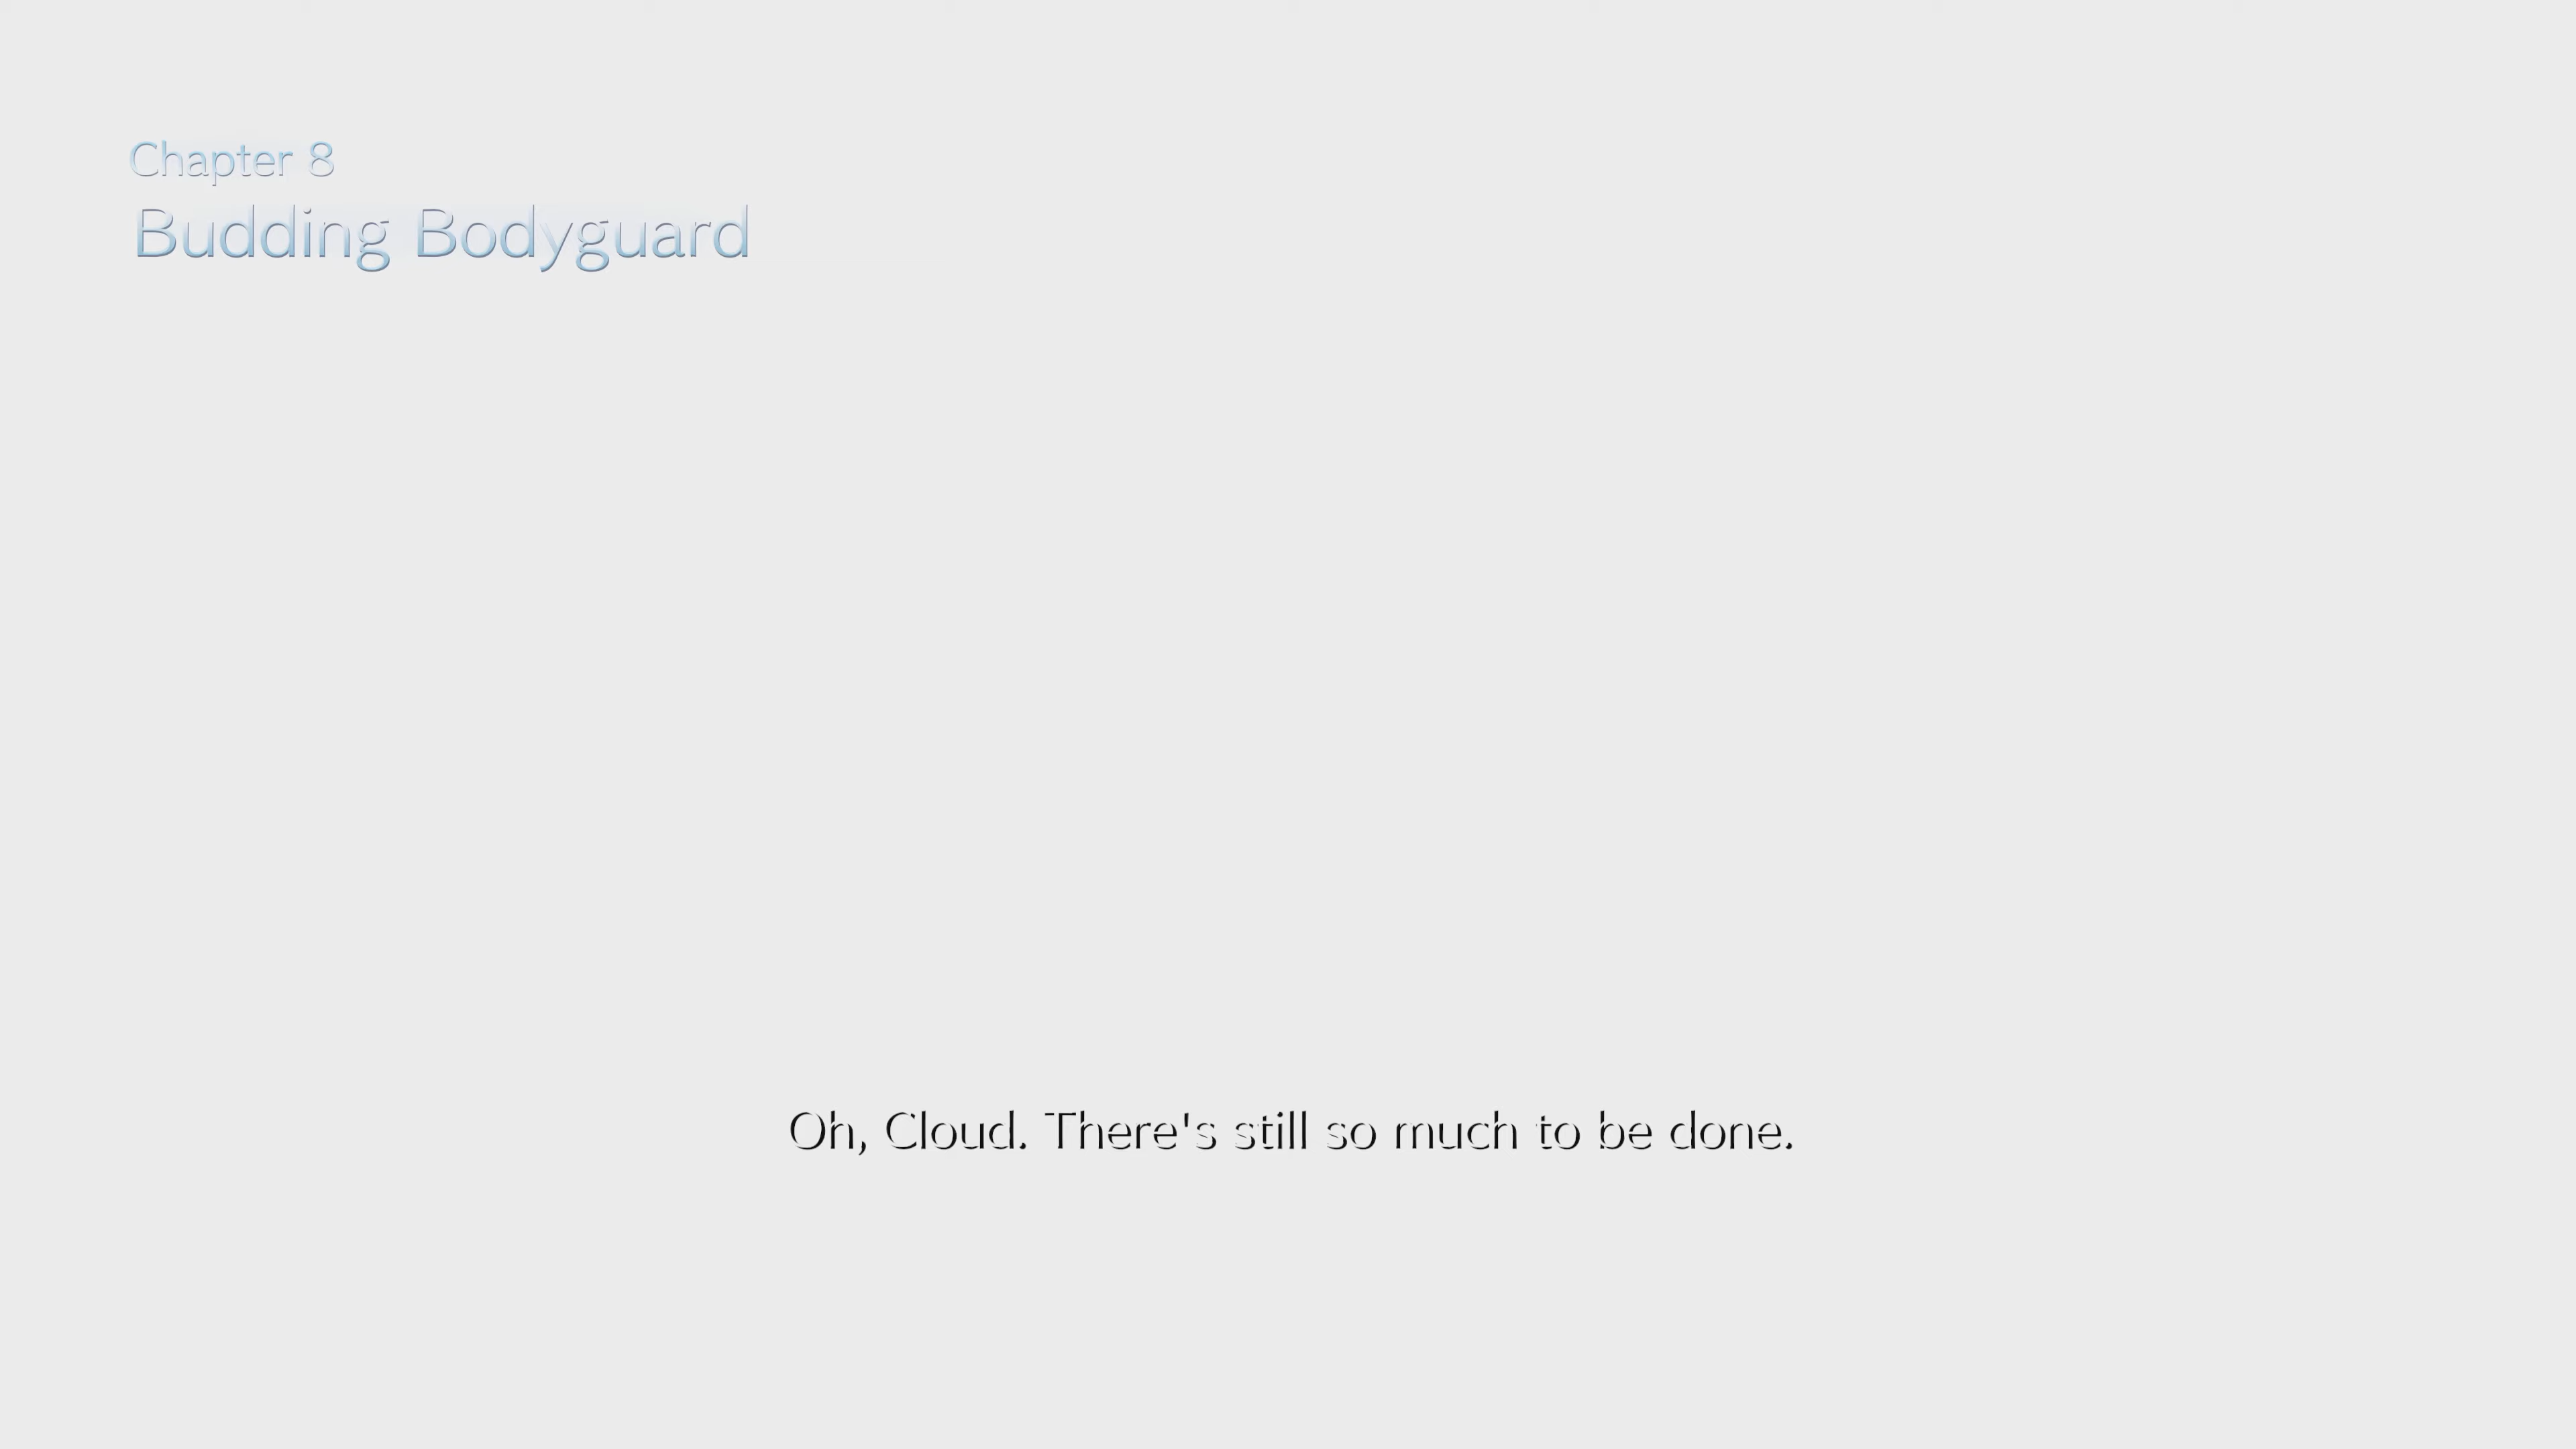 Chapter 8
Budding Bodyguard
Oh, Cloud. There's still so much to be done.